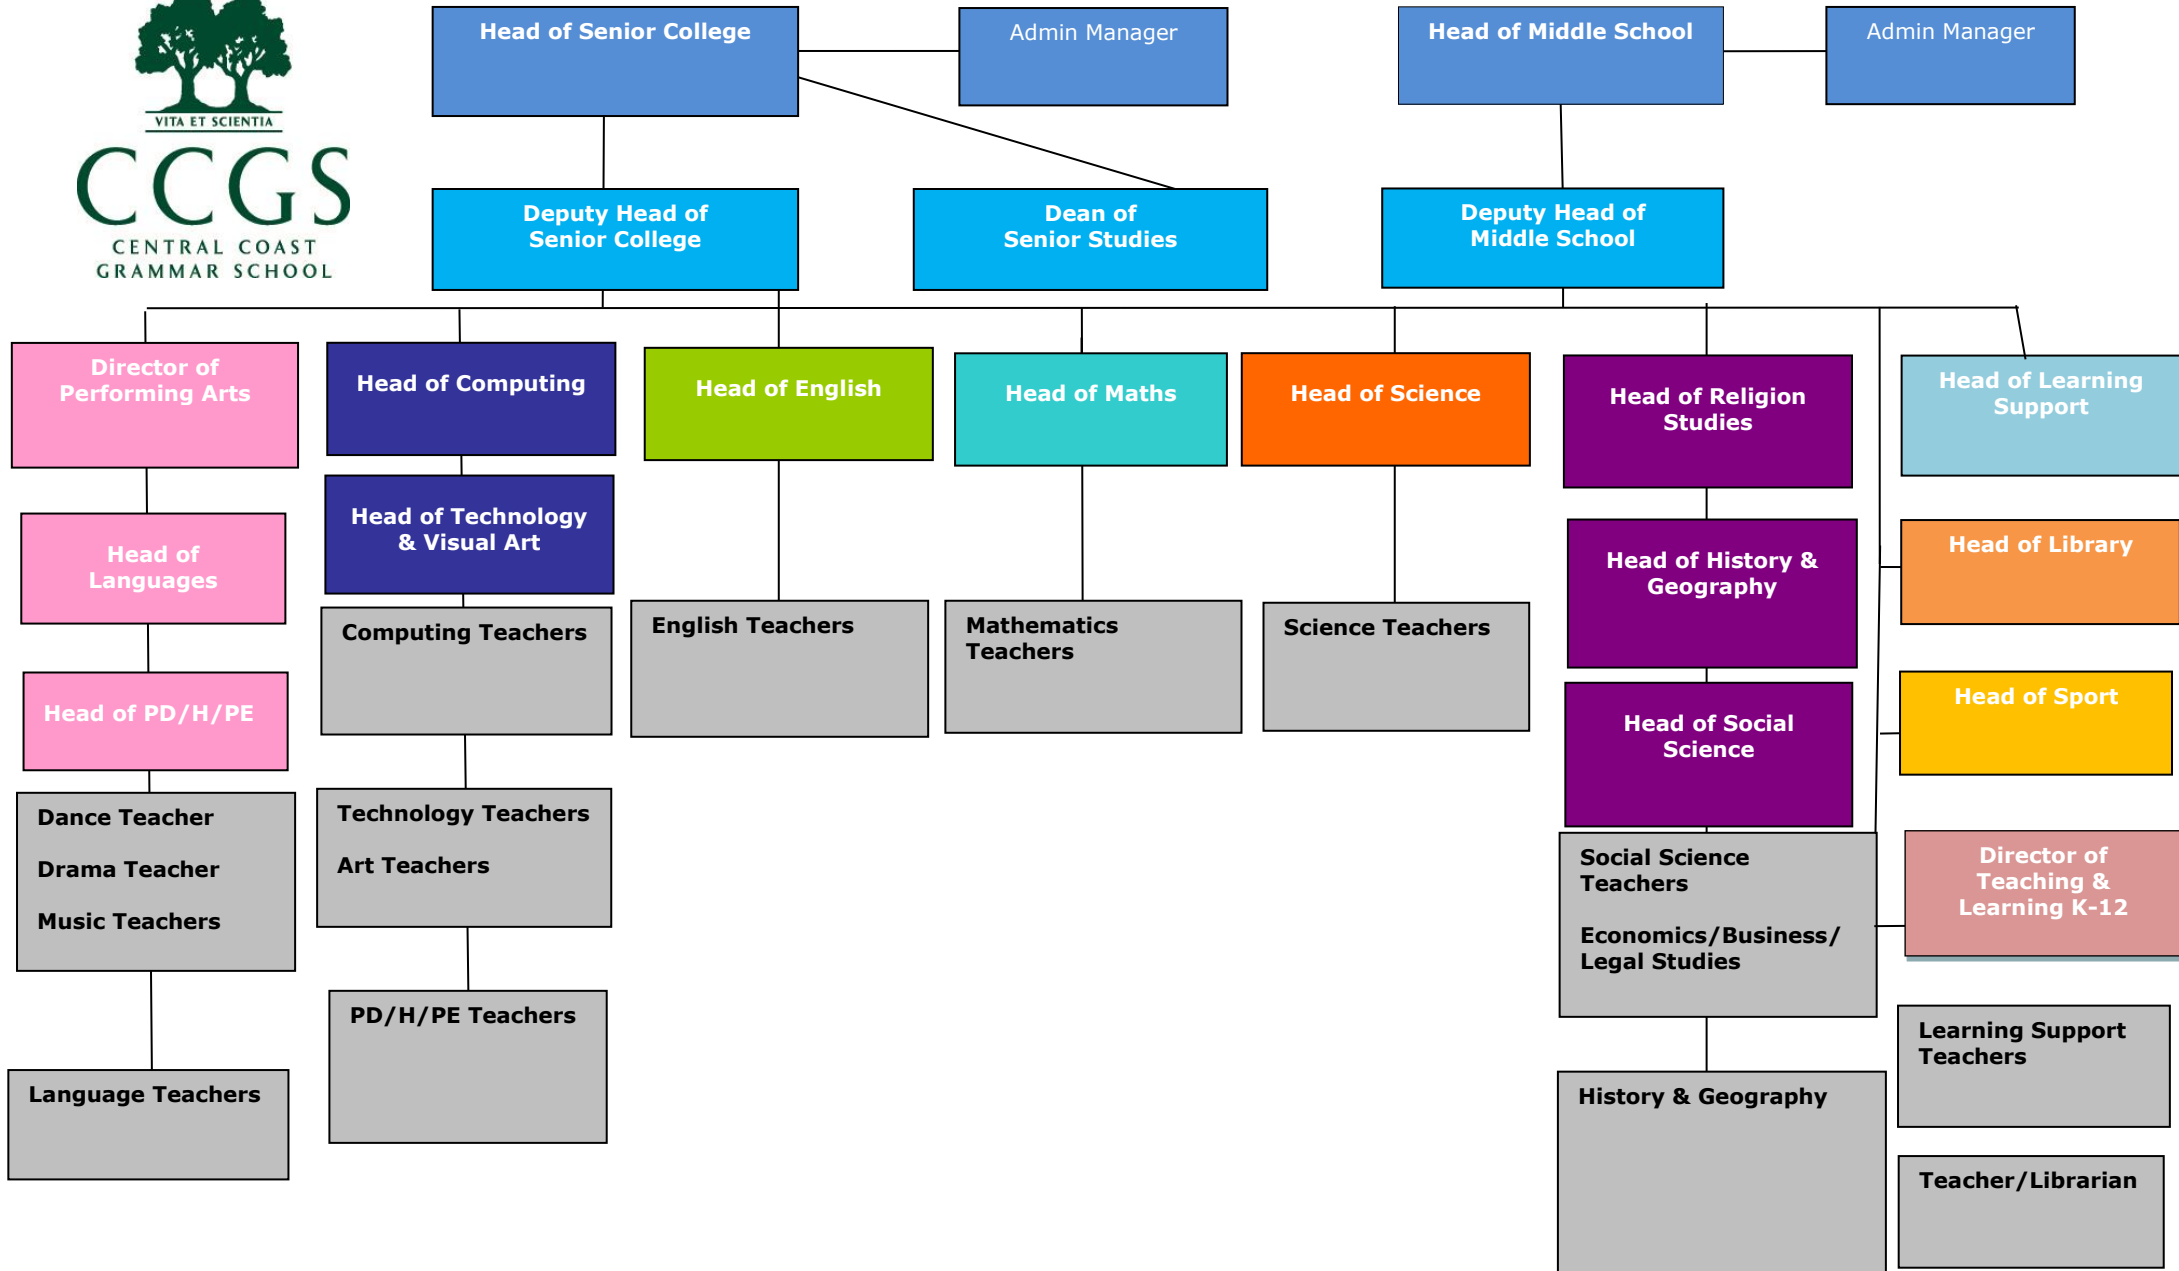 VITA ET SCIENTIA
CCGS
CENTRAL COAST
GRAMMAR SCHOOL
Head of Senior College
Admin Manager
Head of Middle School
Admin Manager
Deputy Head of
Senior College
Dean of
Senior Studies
Deputy Head of
Middle School
Director of
Performing Arts
Head of Computing
Head of English
Head of Maths
Head of Science
Head of Religion
Studies
Head of Learning
Support
Head of
Languages
Head of Technology
& Visual Art
Head of History &
Geography
Head of Library
Head of PD/H/PE
Computing Teachers
English Teachers
Mathematics
Teachers
Science Teachers
Head of Social
Science
Head of Sport
Dance Teacher
Drama Teacher
Music Teachers
Technology Teachers
Art Teachers
Social Science
Teachers
Economics/Business/
Legal Studies
Director of
Teaching &
Learning K-12
Language Teachers
PD/H/PE Teachers
History & Geography
Learning Support
Teachers
Teacher/Librarian